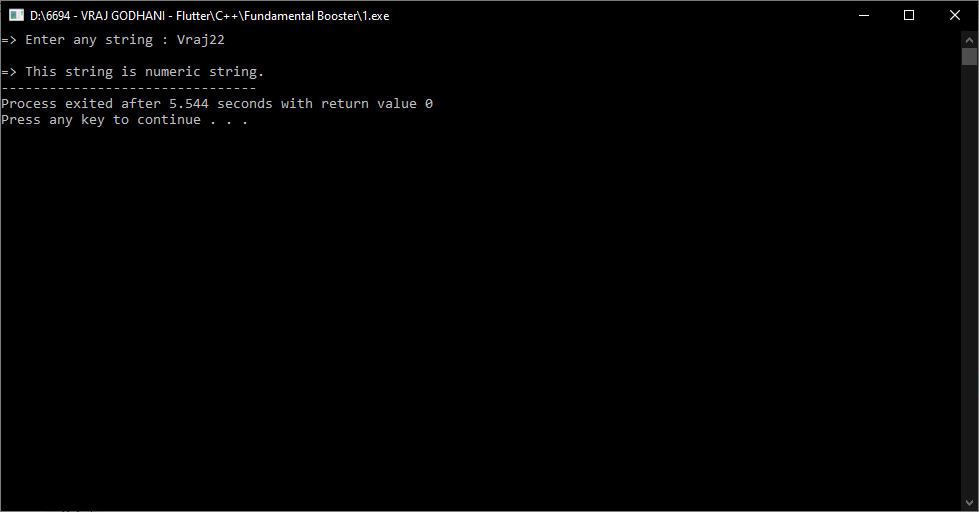 D:\6694 - VRAJ GODHANI - Flutter\C++\Fundamental Booster\1.exe
=> Enter any string : Vraj22
=> This string is numeric string.
--------------------------------
Process exited after 5.544 seconds with return value 0
Press any key to continue . . .